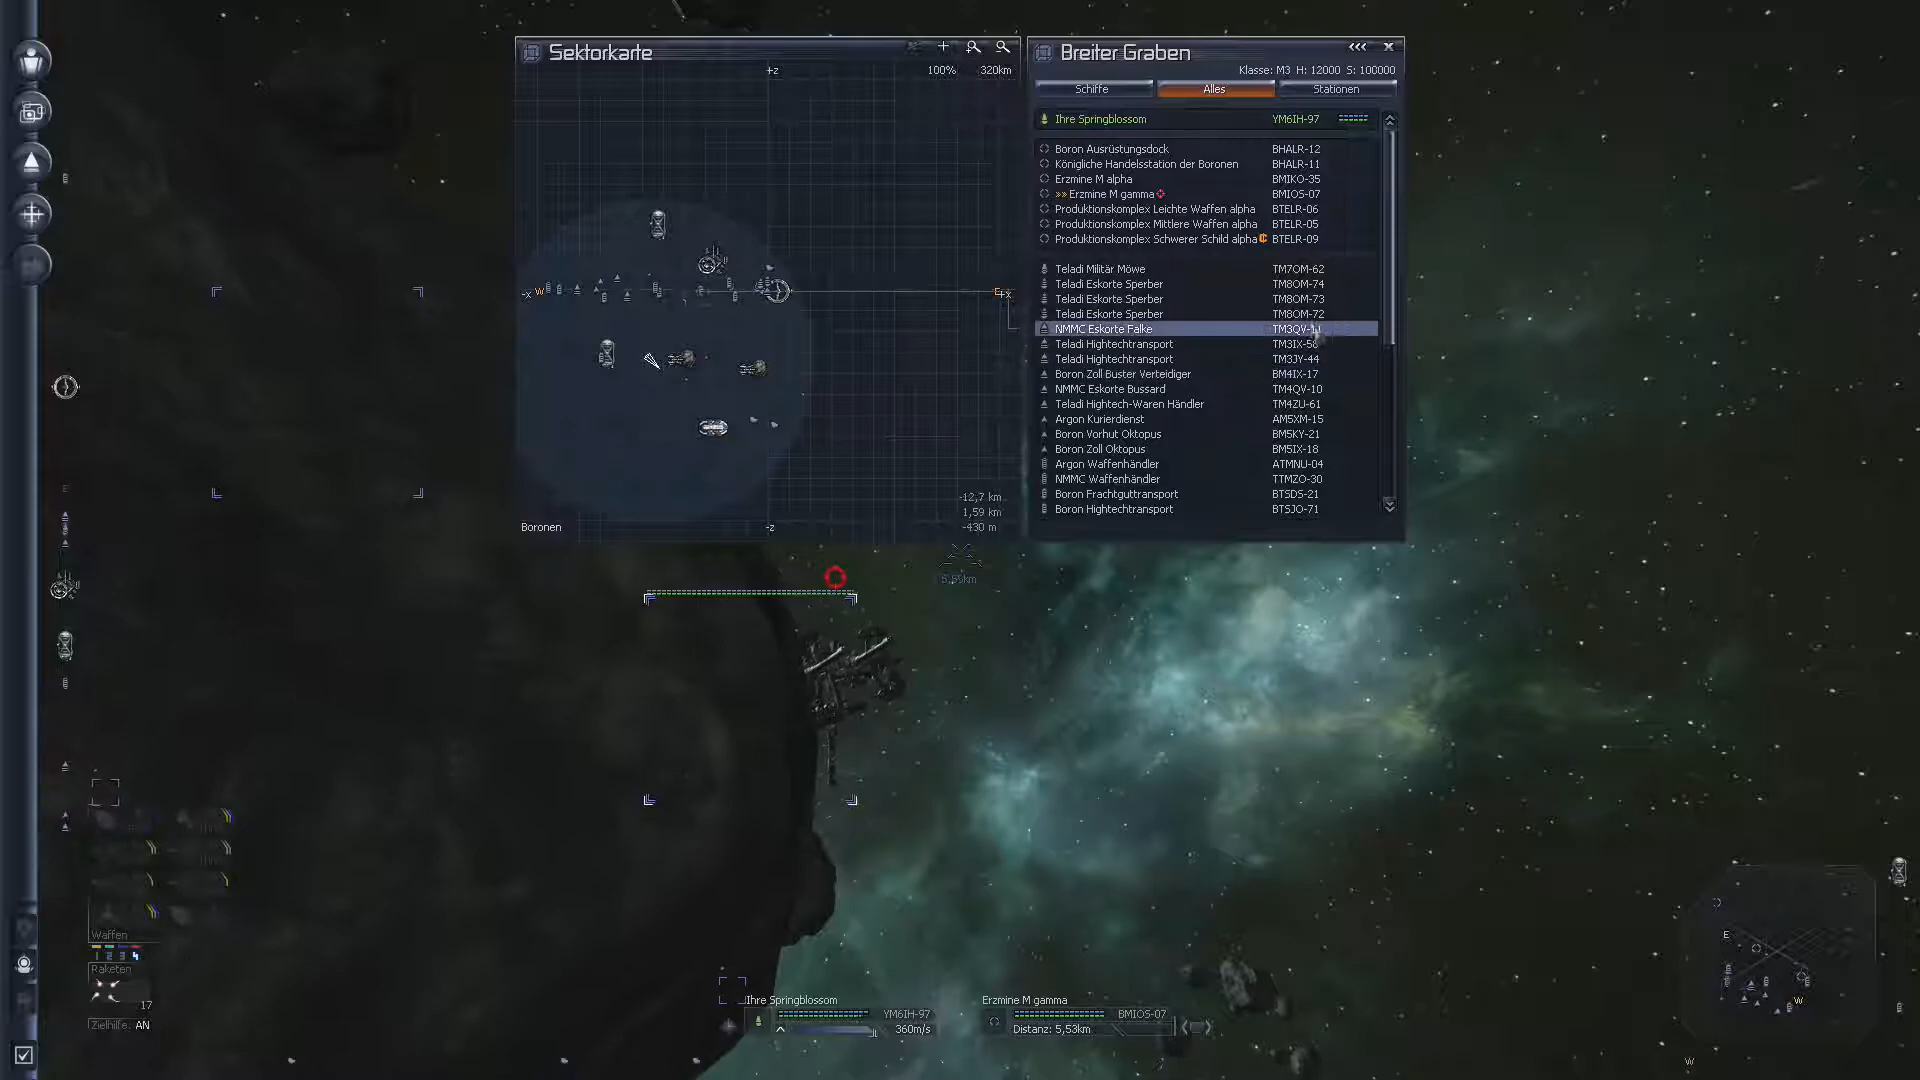 Sektorkarte
+z
100%
320km
-x W
E+x
-12,7 km
1,59 km
-430 m
Boronen
-z
Breiter Graben
Klasse: M3 H: 12000 S: 100000
Schiffe
Alles
Stationen
Ihre Springblossom YM6IH-97
Boron Ausrüstungsdock BHALR-12
Königliche Handelsstation der Boronen BHALR-11
Erzmine M alpha BMIKO-35
»» Erzmine M gamma BMIOS-07
Produktionskomplex Leichte Waffen alpha BTELR-06
Produktionskomplex Mittlere Waffen alpha BTELR-05
Produktionskomplex Schwerer Schild alpha BTELR-09
Teladi Militär Möwe TM7OM-62
Teladi Eskorte Sperber TM8OM-74
Teladi Eskorte Sperber TM8OM-73
Teladi Eskorte Sperber TM8OM-72
NMMC Eskorte Falke
Teladi Hightechtransport TM3IX-58
Teladi Hightechtransport TM3JY-44
Boron Zoll Buster Verteidiger BM4IX-17
NMMC Eskorte Bussard TM4QV-10
Teladi Hightech-Waren Händler TM4ZU-61
Argon Kurierdienst AM5XM-15
Boron Vorhut Oktopus BM5KY-21
Boron Zoll Oktopus BM5IX-18
Argon Waffenhändler ATMNU-04
NMMC Waffenhändler TTMZO-30
Boron Frachtguttransport BTSDS-21
Boron Hightechtransport BTSJO-71
5,59km
Waffen
1 2 3 4
Raketen
17
Zielhilfe: AN
Ihre Springblossom
YM6IH-97
360m/s
Erzmine M gamma
BMIOS-07
Distanz: 5,53km
E
W
W